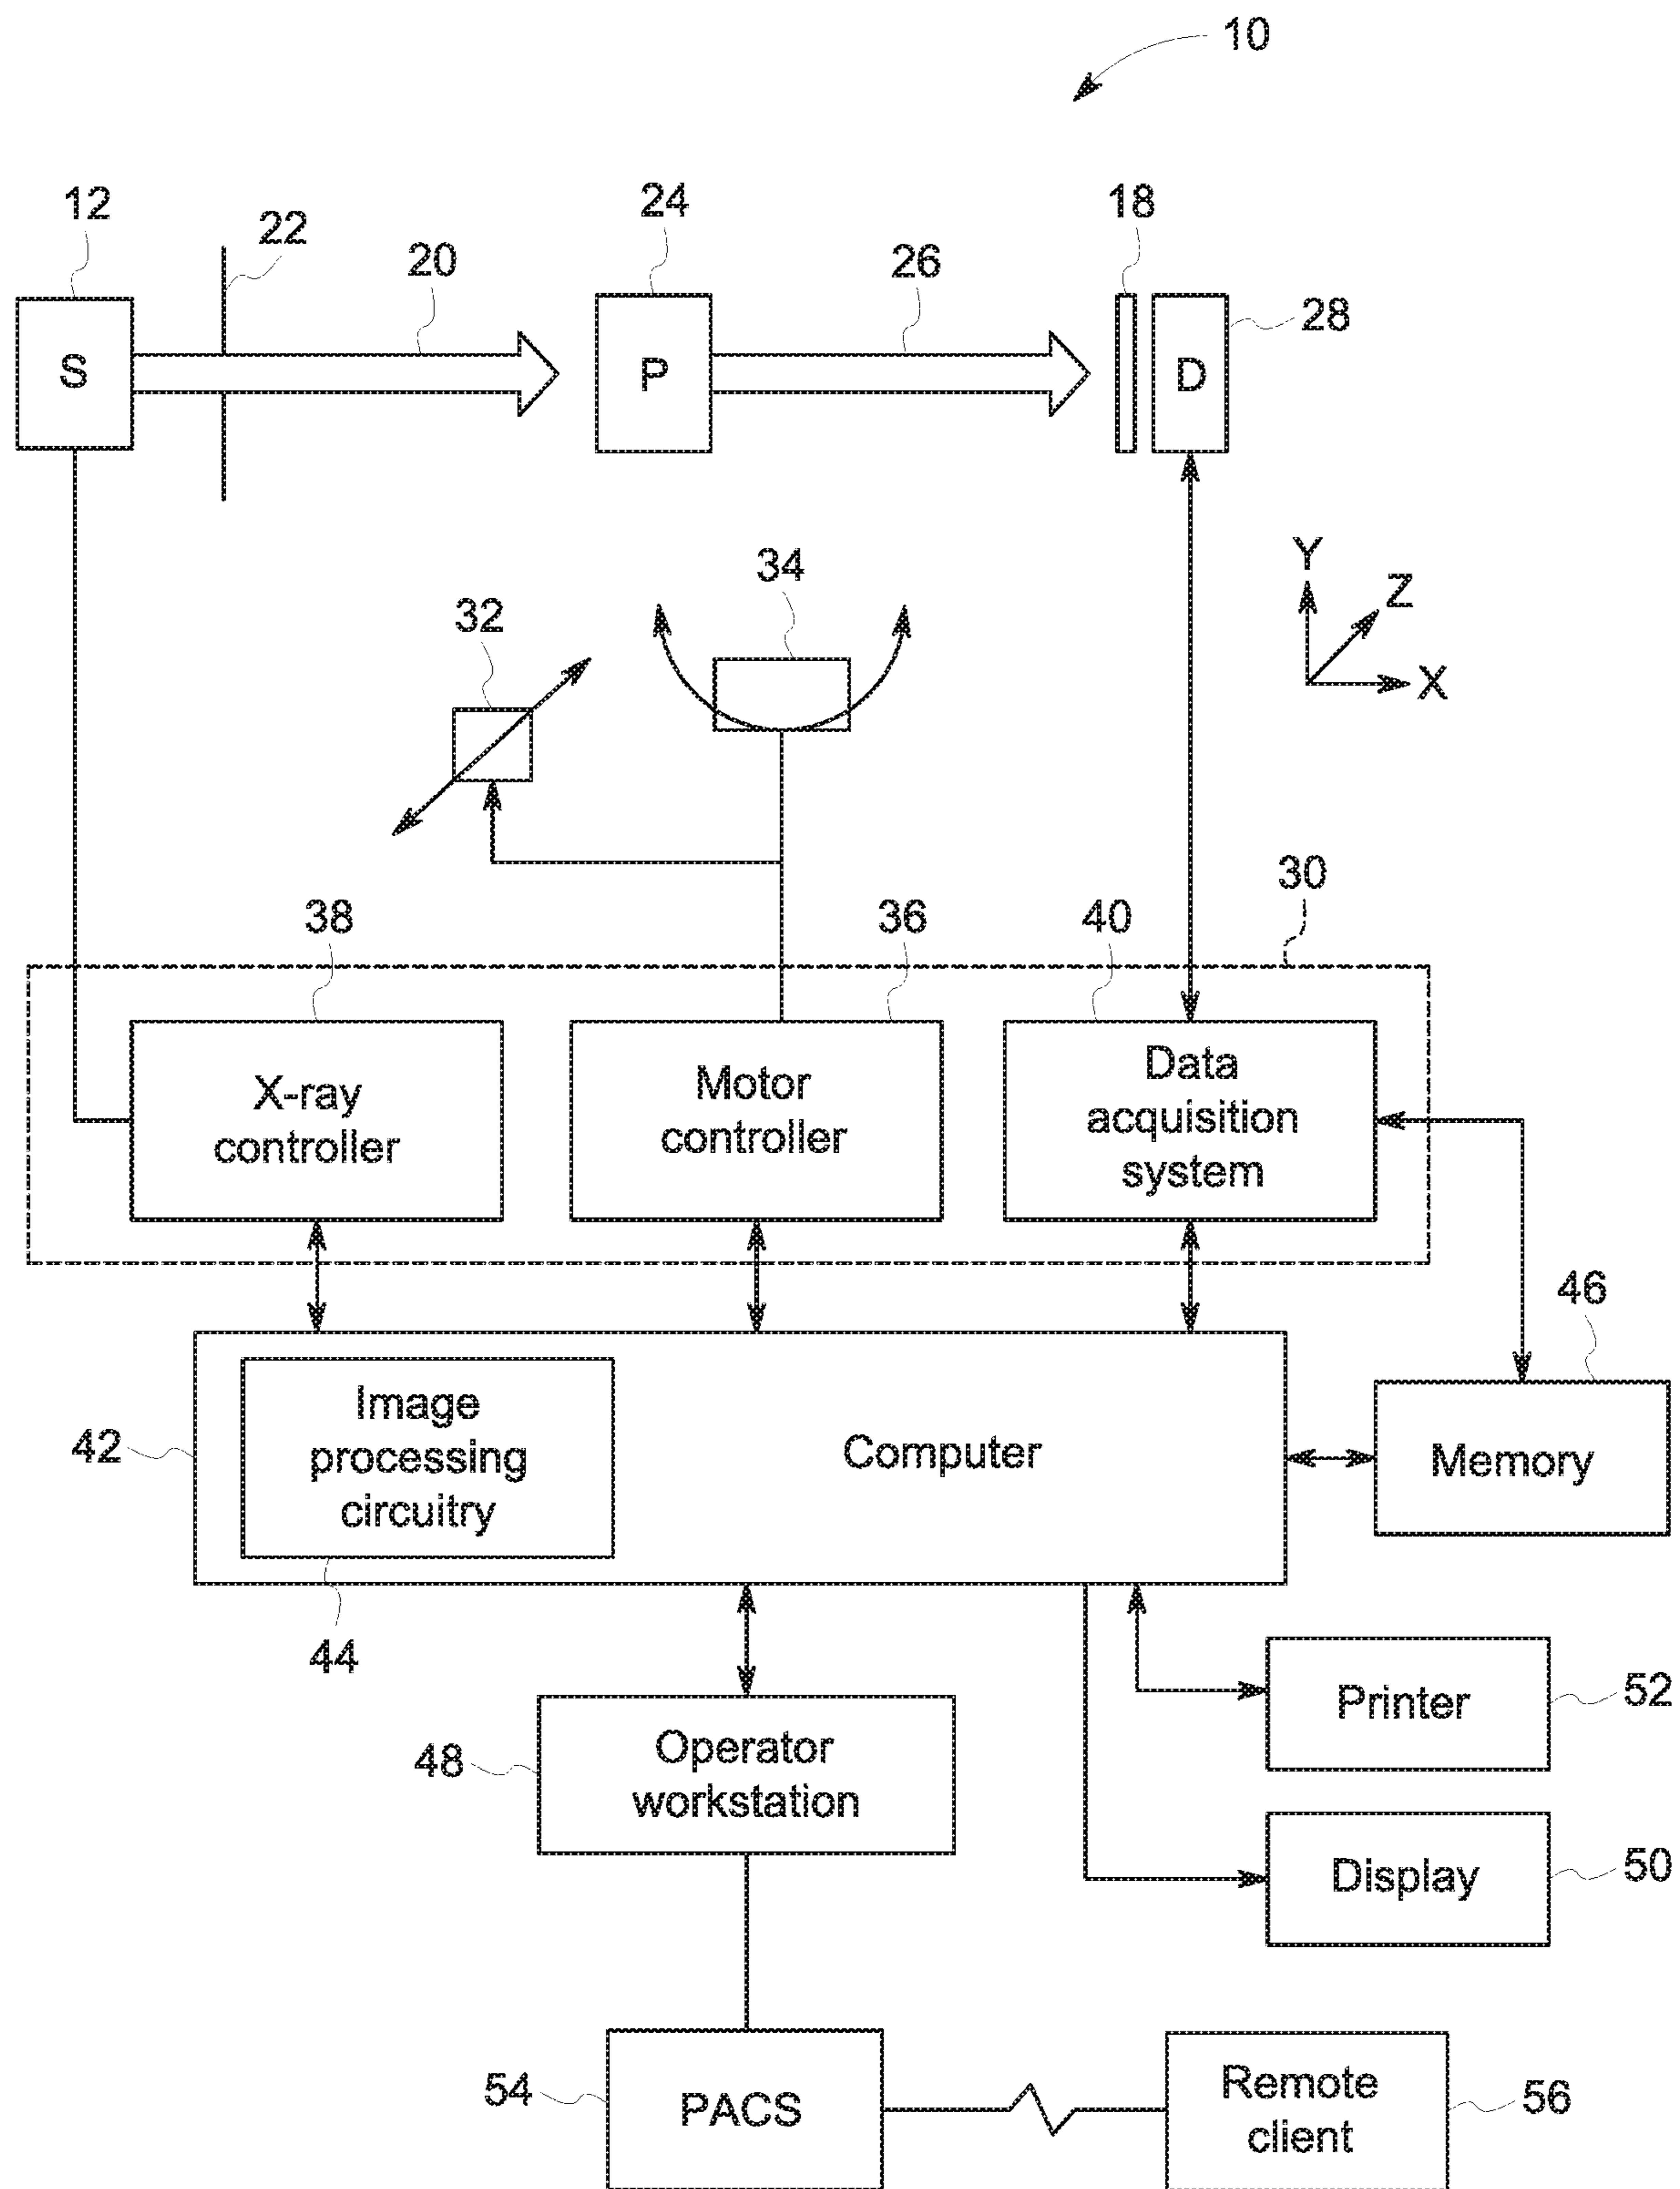 10
12
22
20
24
26
18
28
S
P
D
34
32
Y
Z
X
30
38
36
40
X-ray
controller
Motor
controller
Data
acquisition
system
46
42
Image
processing
circuitry
Computer
Memory
44
48
Operator
workstation
Printer
52
Display
50
54
PACS
Remote
client
56